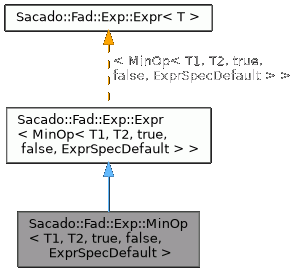 Sacado::Fad::Exp::Expr< T >
< MinOp< T1, T2, true,
false, ExprSpecDefault > >
Sacado::Fad::Exp::Expr
< MinOp< T1, T2, true,
false, ExprSpecDefault > >
Sacado::Fad::Exp::MinOp
< T1, T2, true, false,
ExprSpecDefault >